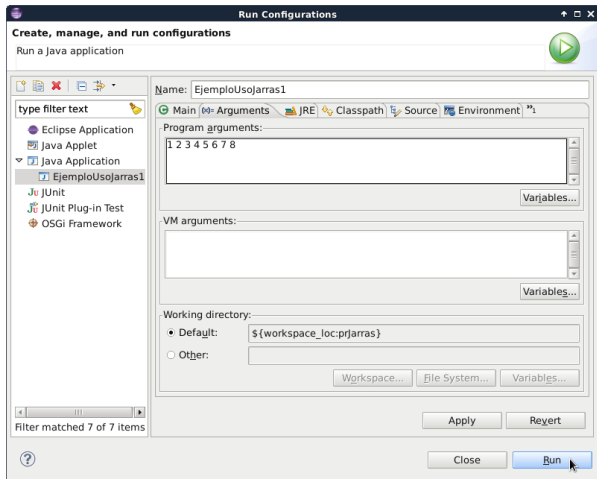 Run Configurations
Create, manage, and run configurations
Run a Java application
type filter text
Eclipse Application
Java Applet
Java Application
EjemploUsoJarras1
JUnit
JUnit Plug-in Test
OSGi Framework
Filter matched 7 of 7 items
Name: EjemploUsoJarras1
Main (x)= Arguments JRE Classpath Source Environment »1
Program arguments:
1 2 3 4 5 6 7 8
Variables...
VM arguments:
Variables...
Working directory:
Default: ${workspace_loc:prJarras}
Other:
Workspace... File System... Variables...
Apply Revert
? Close Run